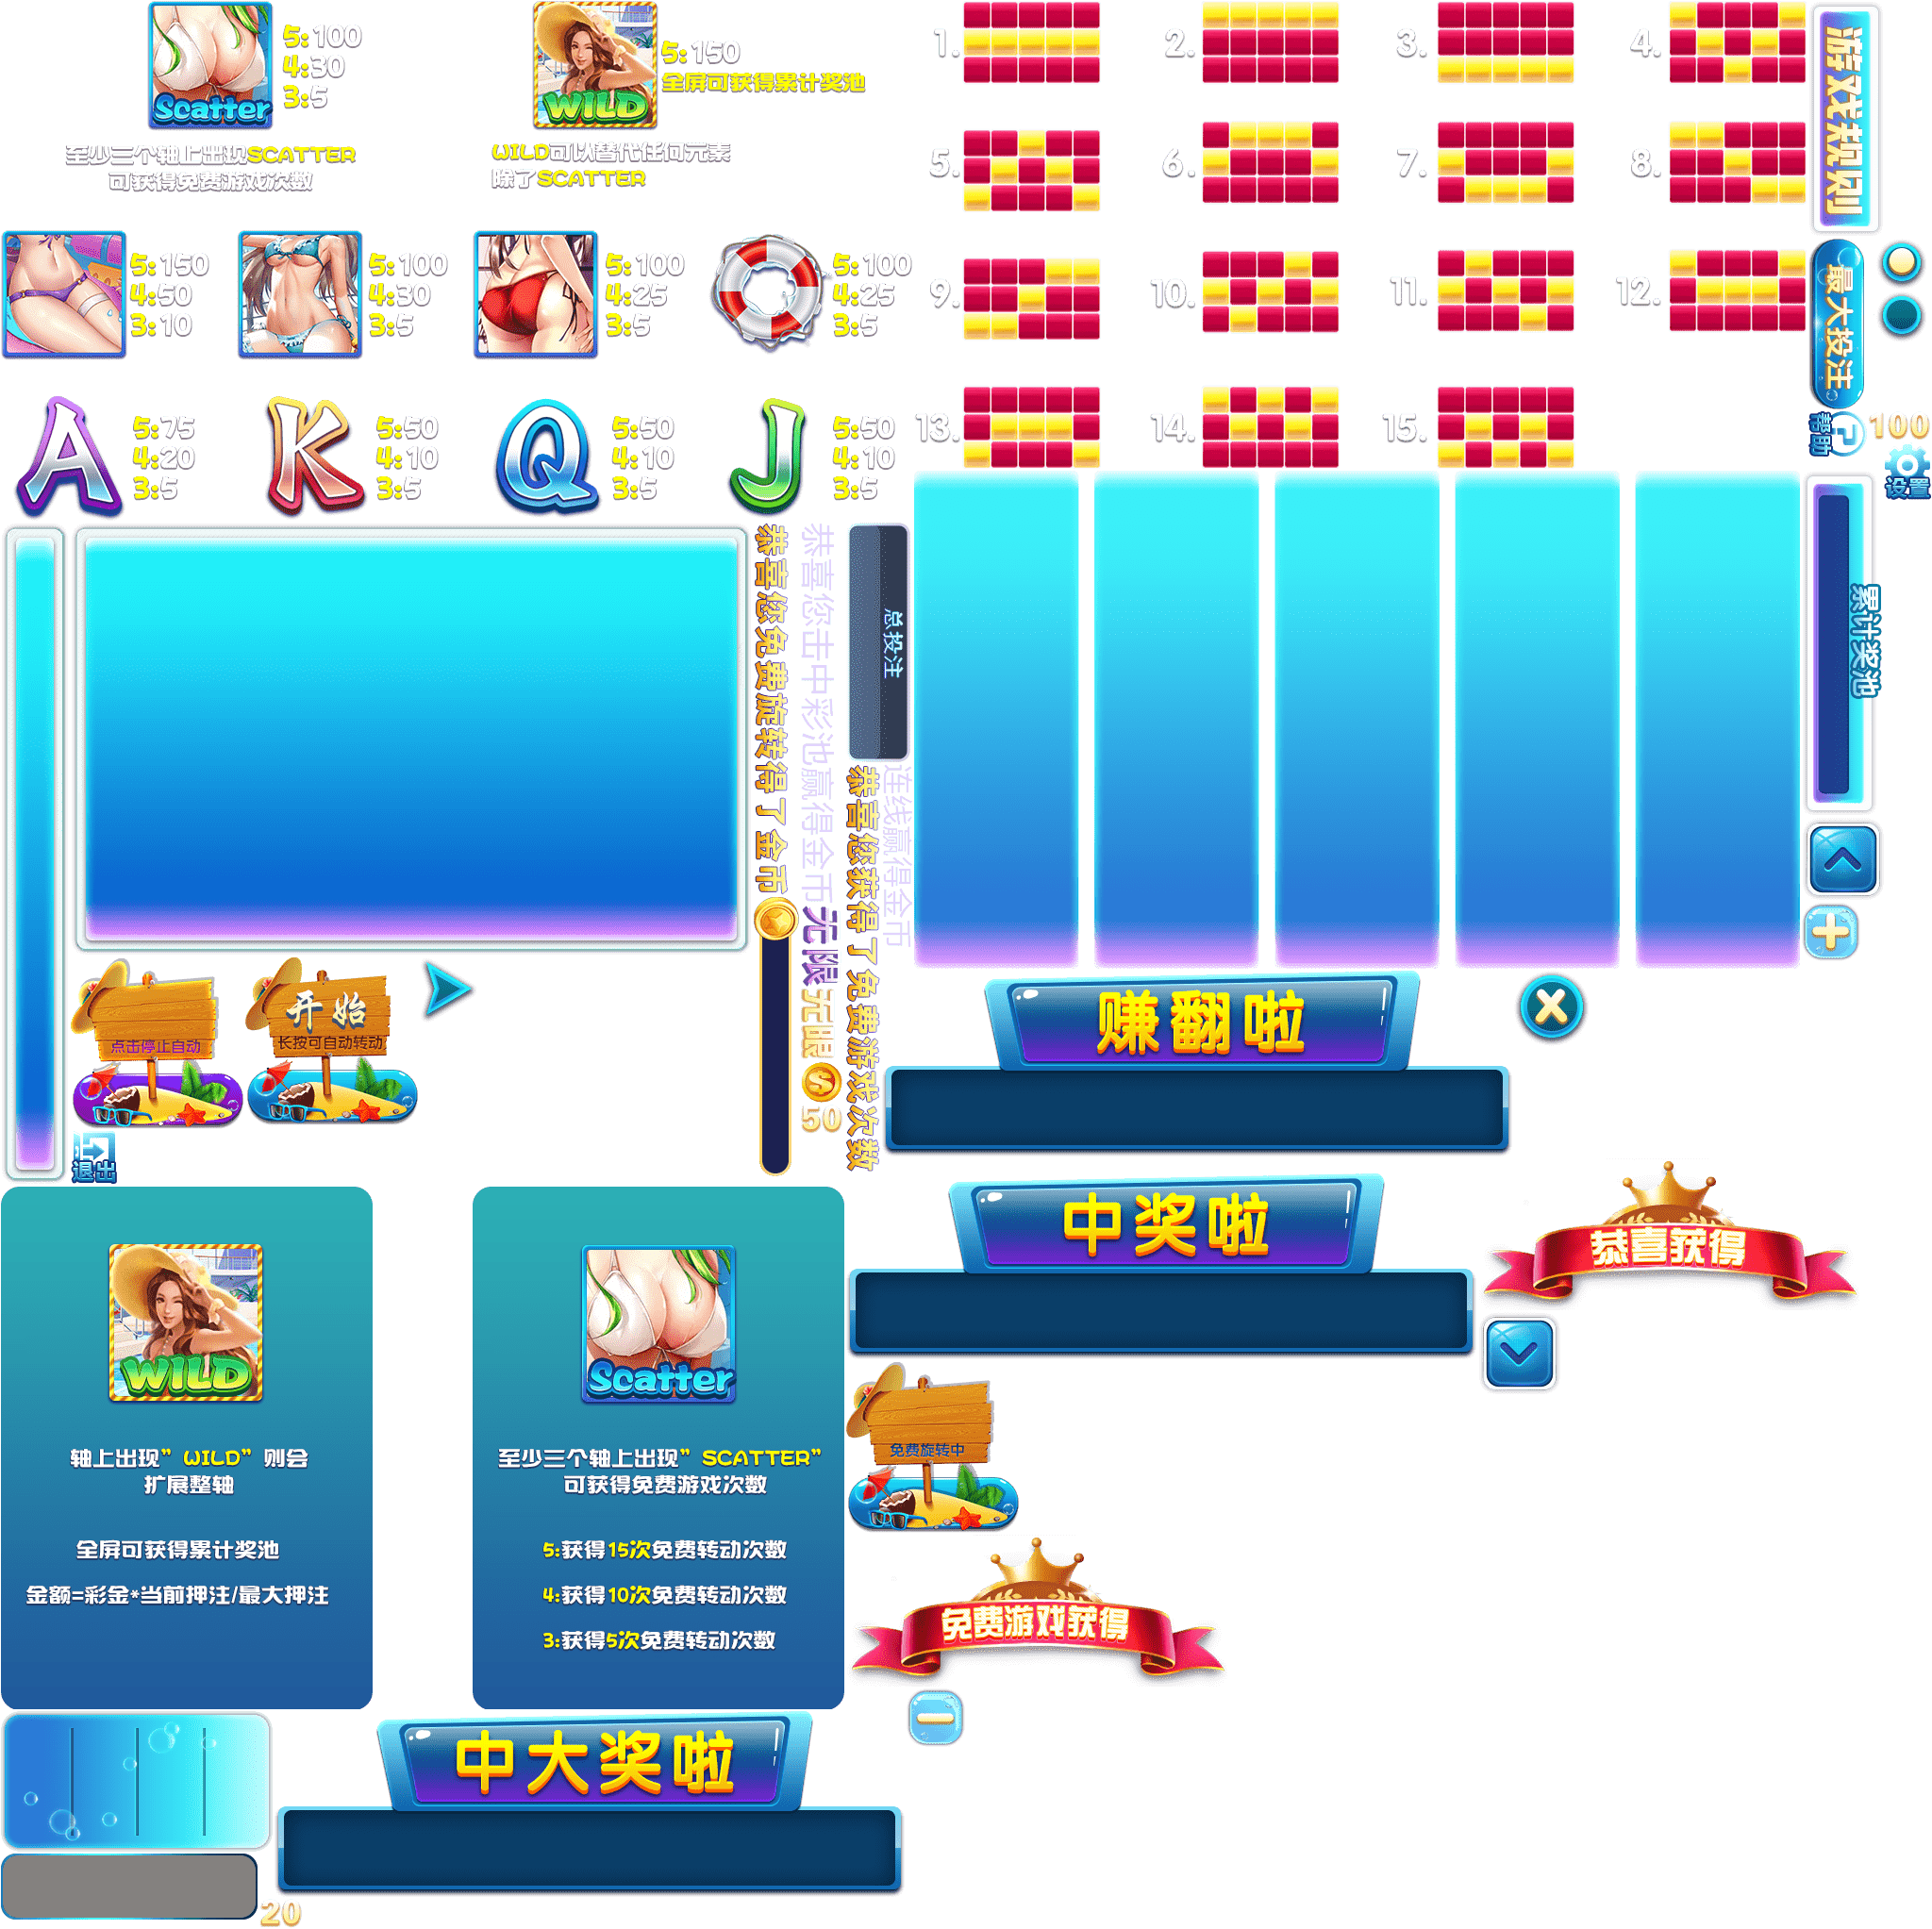 Scatter
5:100
4:30
3:5
至少三个轴上出现SCATTER
可获得免费游戏次数
WILD
5:150
全屏可获得累计奖池
WILD可以替代任何元素
除了SCATTER
1.
2.
3.
4.
5.
6.
7.
8.
9.
10.
11.
12.
13.
14.
15.
游戏规则
最大投注
帮助
100
设置
5:150
4:50
3:10
5:100
4:30
3:5
5:100
4:25
3:5
5:100
4:25
3:5
A
5:75
4:20
3:5
K
5:50
4:10
3:5
Q
5:50
4:10
3:5
J
5:50
4:10
3:5
恭喜您免费旋转得了金币
恭喜您击中彩池赢得金币
总投注
连线赢得金币
恭喜您获得了免费游戏次数
无限
无限
50
累计奖池
点击停止自动
开始
长按可自动转动
退出
赚翻啦
中奖啦
恭喜获得
WILD
轴上出现”WILD”则会
扩展整轴
全屏可获得累计奖池
金额=彩金*当前押注/最大押注
Scatter
至少三个轴上出现”SCATTER”
可获得免费游戏次数
5:获得15次免费转动次数
4:获得10次免费转动次数
3:获得5次免费转动次数
免费旋转中
免费游戏获得
中大奖啦
20